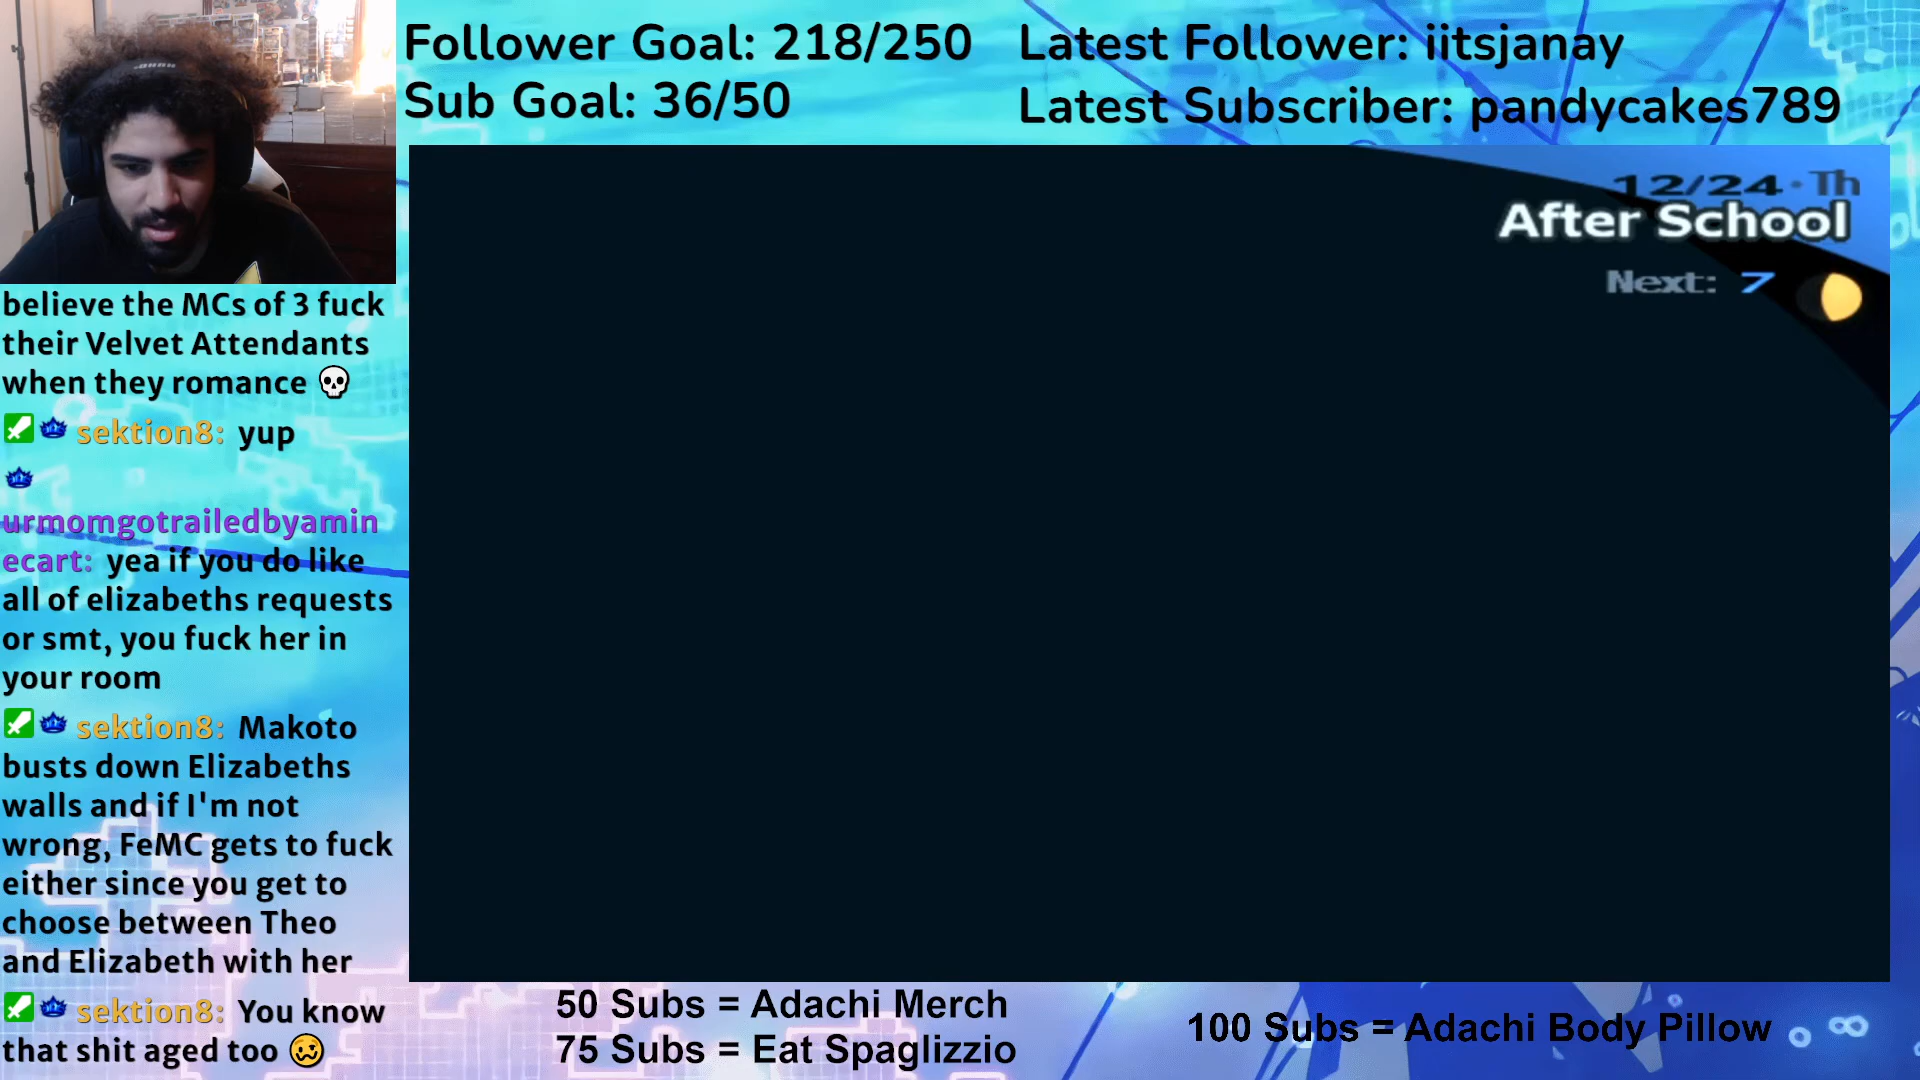 Follower Goal: 218/250
Sub Goal: 36/50
Latest Follower: iitsjanay
Latest Subscriber: pandycakes789
12/24 · Th
After School
Next: 7
believe the MCs of 3 fuck
their Velvet Attendants
when they romance 💀
sektion8: yup
urmomgotrailedbyamin
ecart: yea if you do like
all of elizabeths requests
or smt, you fuck her in
your room
sektion8: Makoto
busts down Elizabeths
walls and if I'm not
wrong, FeMC gets to fuck
either since you get to
choose between Theo
and Elizabeth with her
sektion8: You know
that shit aged too 🥴
50 Subs = Adachi Merch
75 Subs = Eat Spaglizzio
100 Subs = Adachi Body Pillow